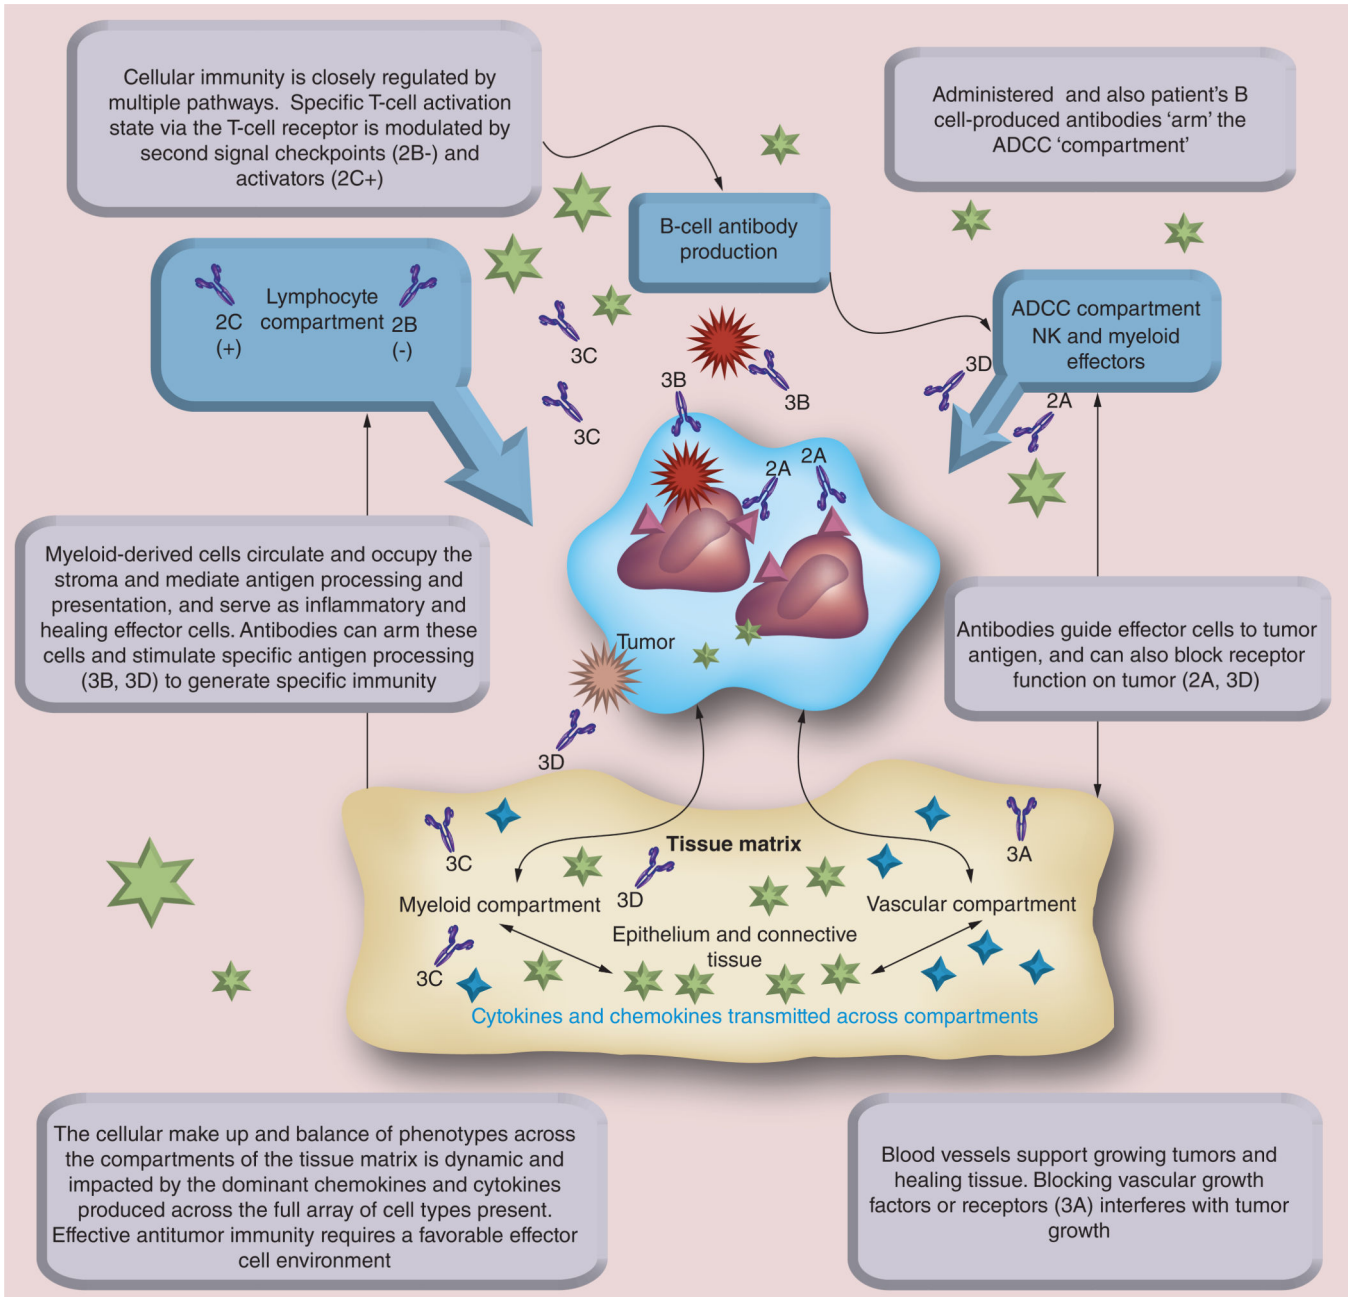 Cellular immunity is closely regulated by
multiple pathways. Specific T-cell activation
state via the T-cell receptor is modulated by
second signal checkpoints (2B-) and
activators (2C+)
Administered and also patient's B
cell-produced antibodies 'arm' the
ADCC 'compartment'
B-cell antibody
production
2C
(+)
Lymphocyte
compartment
2B
(-)
ADCC compartment
NK and myeloid
effectors
3C
3B
3B
3C
3D
2A
2A
2A
Myeloid-derived cells circulate and occupy the
stroma and mediate antigen processing and
presentation, and serve as inflammatory and
healing effector cells. Antibodies can arm these
cells and stimulate specific antigen processing
(3B, 3D) to generate specific immunity
Tumor
Antibodies guide effector cells to tumor
antigen, and can also block receptor
function on tumor (2A, 3D)
3D
Tissue matrix
3C
3D
3A
Myeloid compartment
Vascular compartment
Epithelium and connective
tissue
3C
Cytokines and chemokines transmitted across compartments
The cellular make up and balance of phenotypes across
the compartments of the tissue matrix is dynamic and
impacted by the dominant chemokines and cytokines
produced across the full array of cell types present.
Effective antitumor immunity requires a favorable effector
cell environment
Blood vessels support growing tumors and
healing tissue. Blocking vascular growth
factors or receptors (3A) interferes with tumor
growth